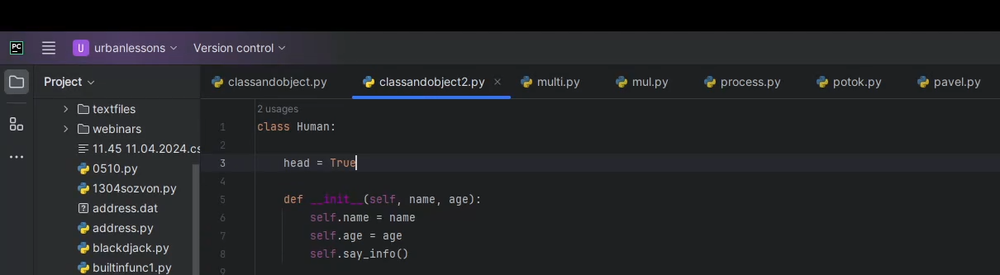 PC
U urbanlessons Version control
Project
classandobject.py classandobject2.py multi.py mul.py process.py potok.py pavel.py
textfiles
webinars
11.45 11.04.2024.cs
0510.py
1304sozvon.py
address.dat
address.py
blackdjack.py
builtinfunc1.py
2 usages
1 class Human:
2
3 head = True
4
5 def __init__(self, name, age):
6 self.name = name
7 self.age = age
8 self.say_info()
9